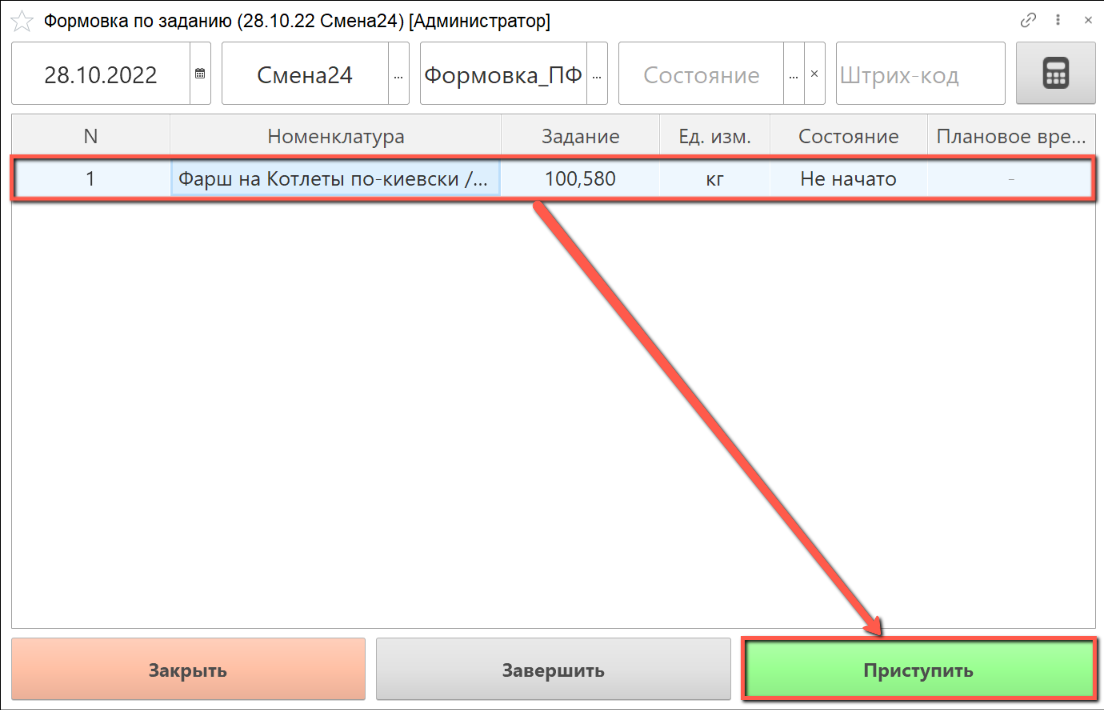 Формовка по заданию (28.10.22 Смена24) [Администратор]
28.10.2022 Смена24 ... Формовка_ПФ ... Состояние ... × Штрих-код
N Номенклатура Задание Ед. изм. Состояние Плановое вре...
1 Фарш на Котлеты по-киевски /... 100,580 кг Не начато -
Закрыть Завершить Приступить